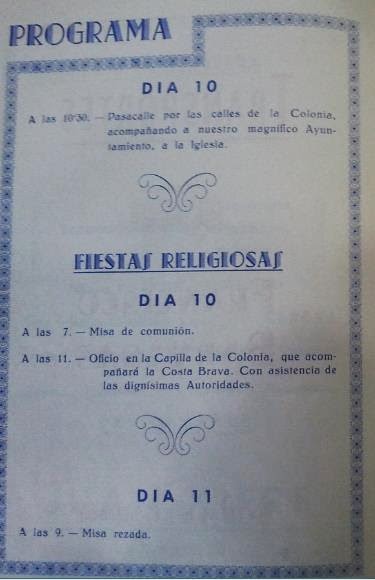 PROGRAMA
DIA 10
A las 10'30. — Pasacalle por las calles de la Colonia,
acompañando a nuestro magnífico Ayun-
tamiento, a la Iglesia.
FIESTAS RELIGIOSAS
DIA 10
A las 7. — Misa de comunión.
A las 11. — Oficio en la Capilla de la Colonia, que acom-
pañará la Costa Brava. Con asistencia de
las dignísimas Autoridades.
DIA 11
A las 9. — Misa rezada.